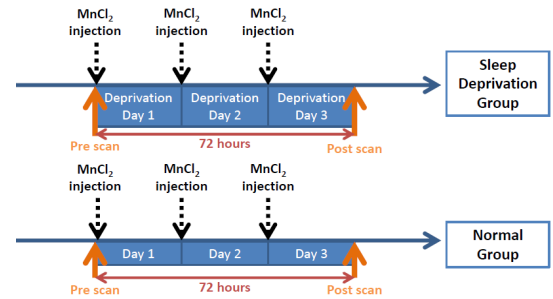 MnCl2 MnCl2 MnCl2
injection injection injection
Sleep
Deprivation
Group
Deprivation Deprivation Deprivation
Day 1 Day 2 Day 3
72 hours
Pre scan Post scan
MnCl2 MnCl2 MnCl2
injection injection injection
Normal
Group
Day 1 Day 2 Day 3
Pre scan Post scan
72 hours